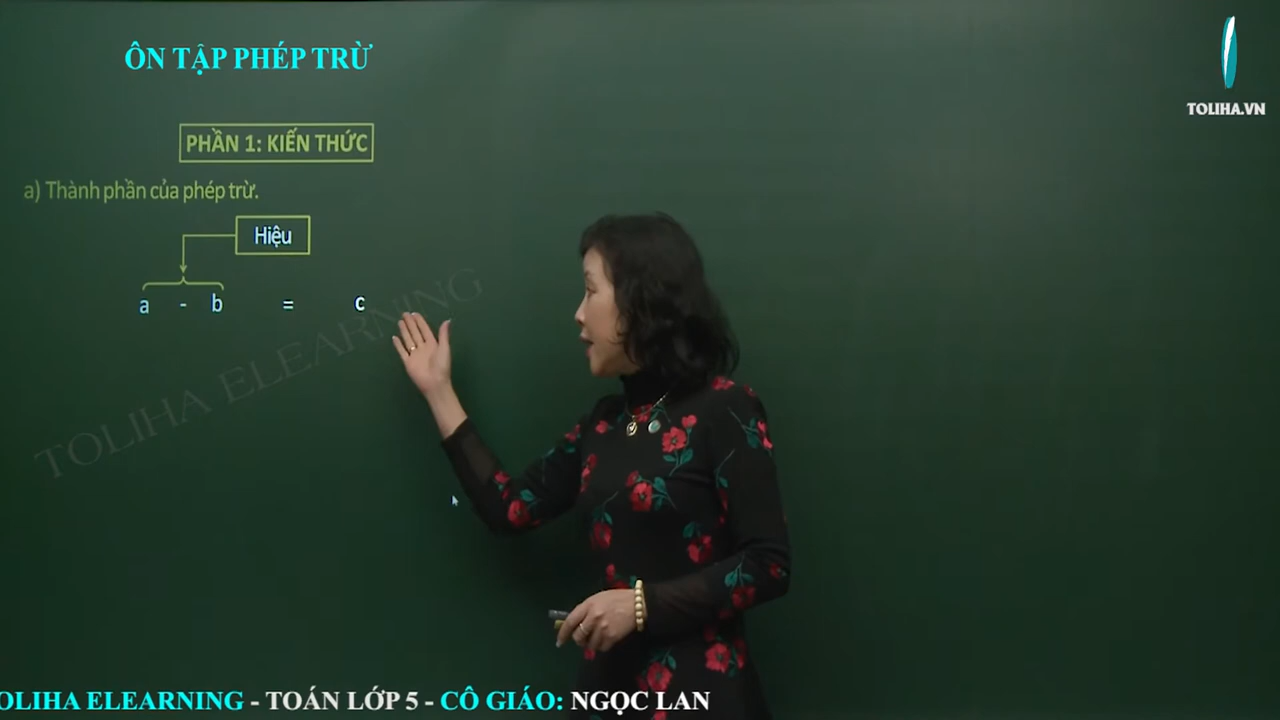 ÔN TẬP PHÉP TRỪ
TOLIHA.VN
PHẦN 1: KIẾN THỨC
a) Thành phần của phép trừ.
Hiệu
a - b = c
TOLIHA ELEARNING
OLIHA ELEARNING - TOÁN LỚP 5 - CÔ GIÁO: NGỌC LAN